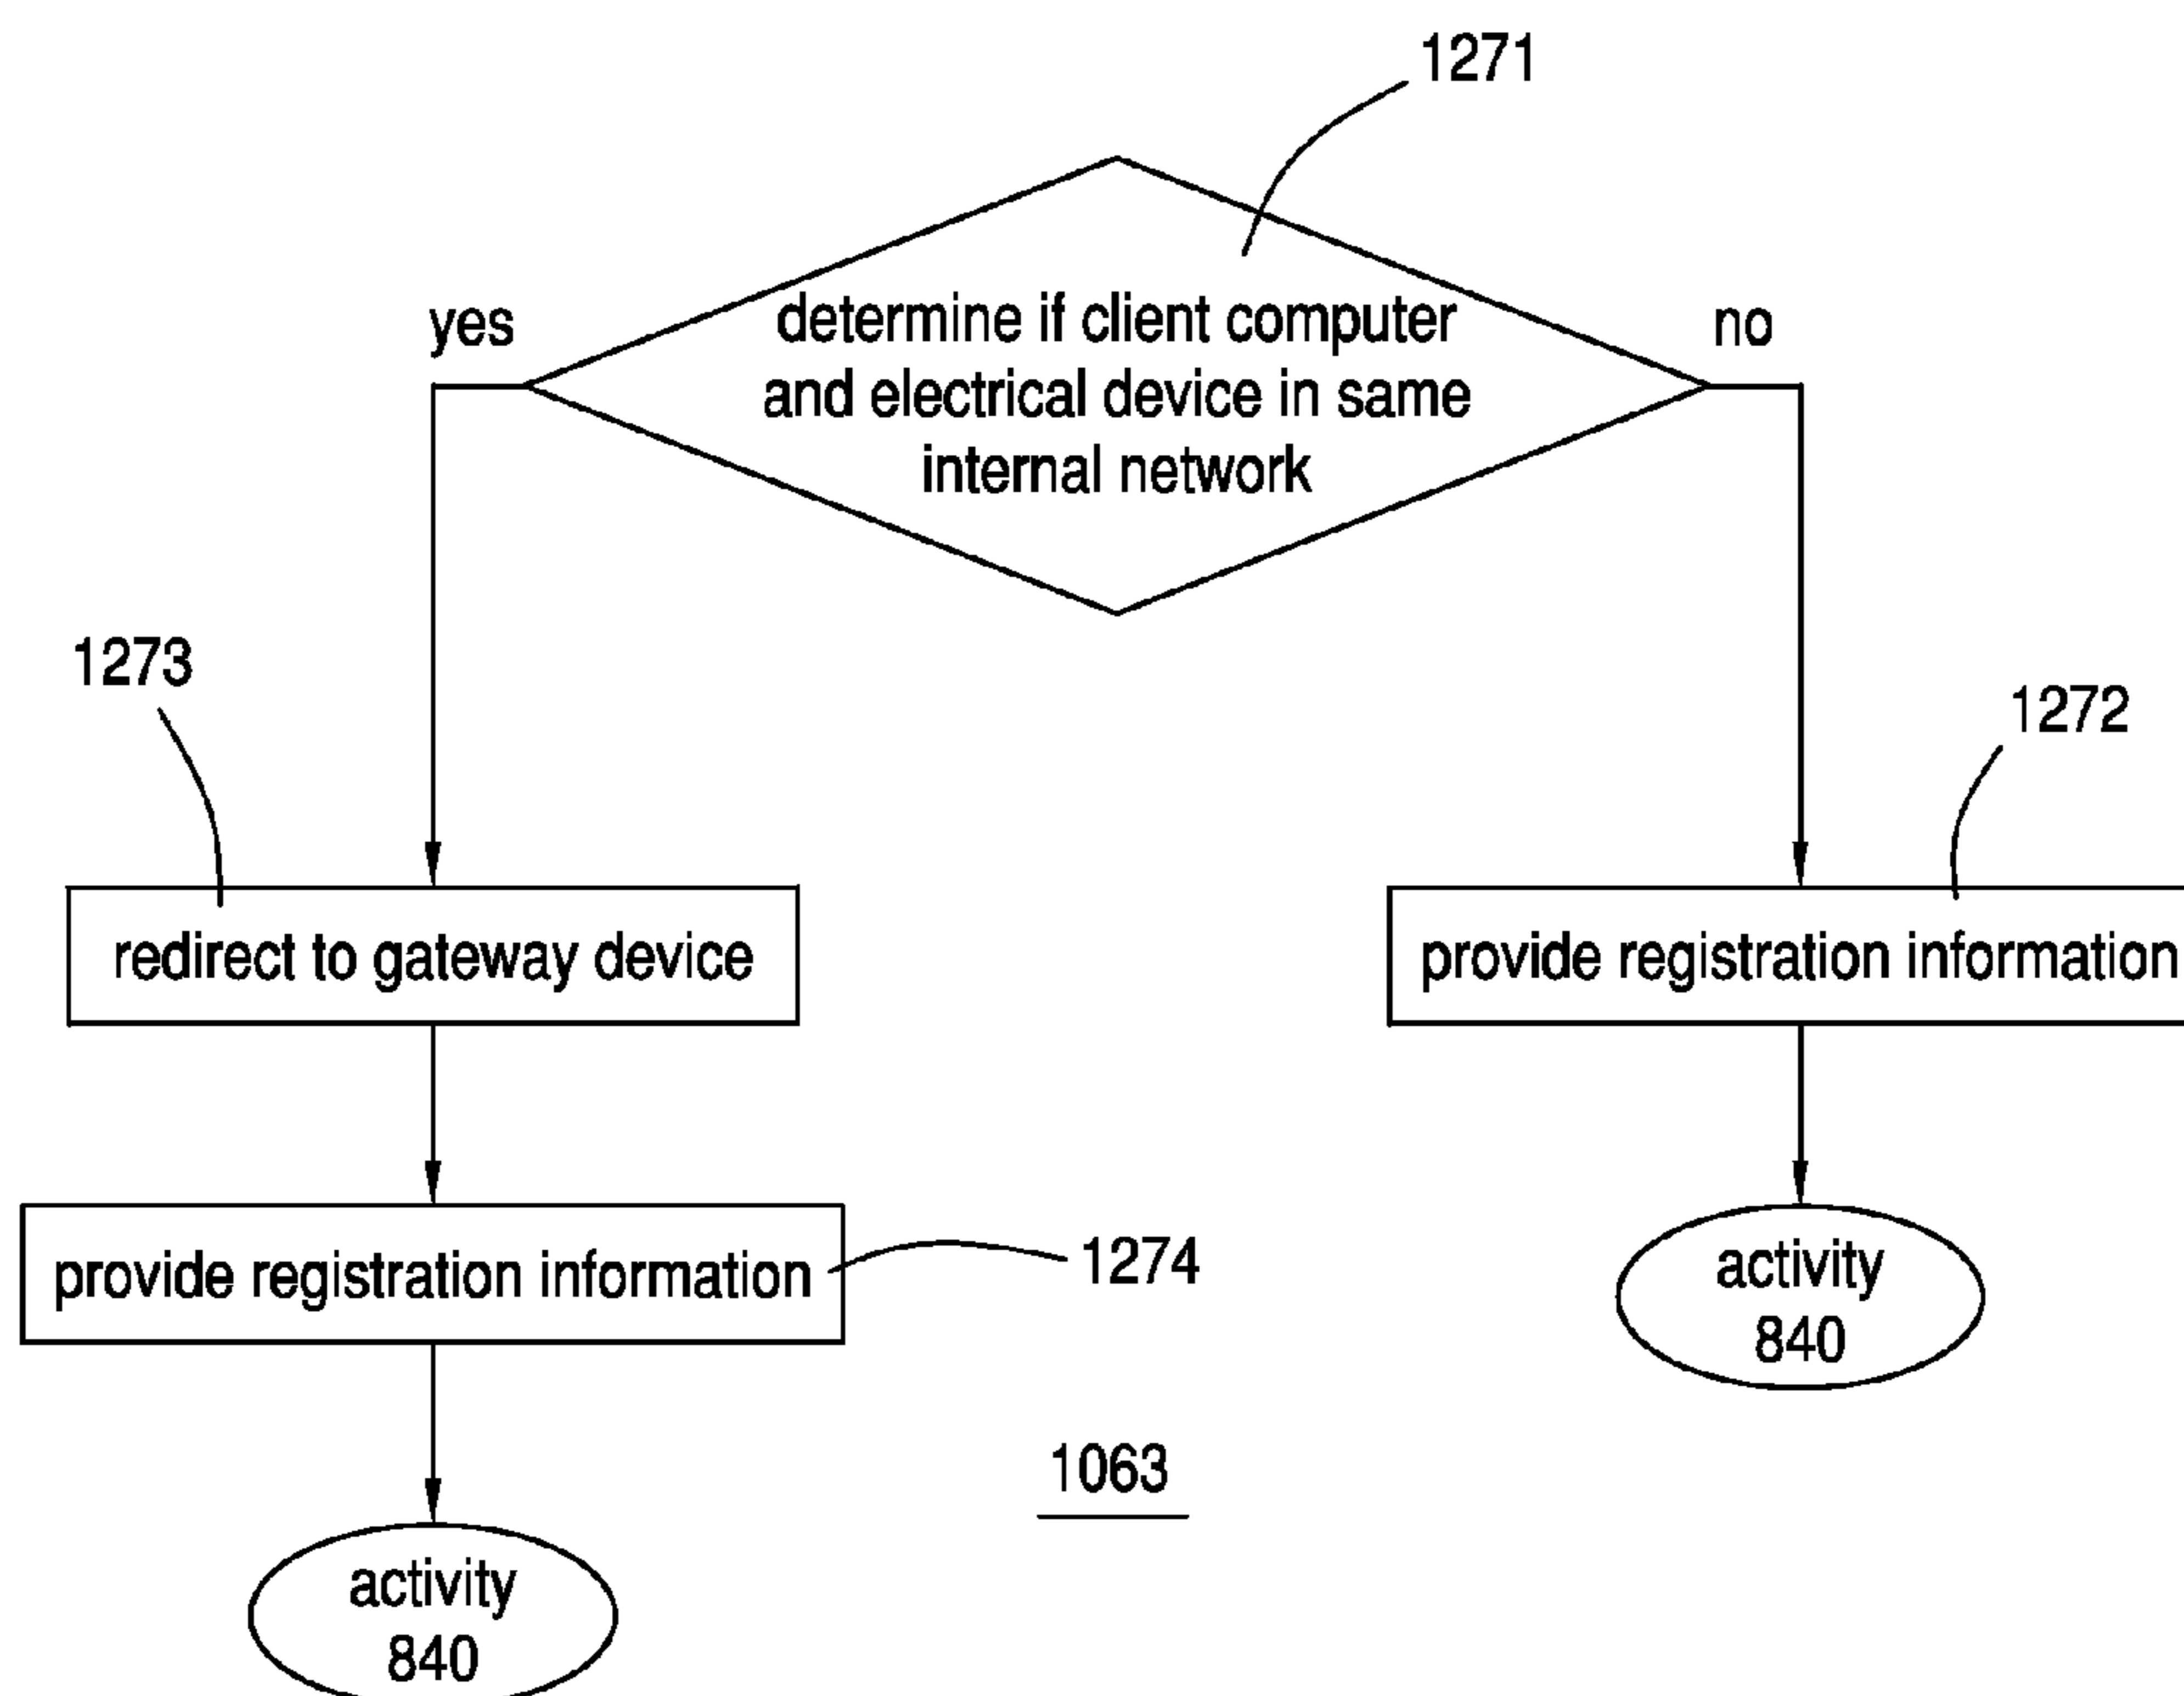 1271
yes
no
determine if client computer
and electrical device in same
internal network
1273
1272
redirect to gateway device
provide registration information
provide registration information
1274
activity
840
1063
activity
840